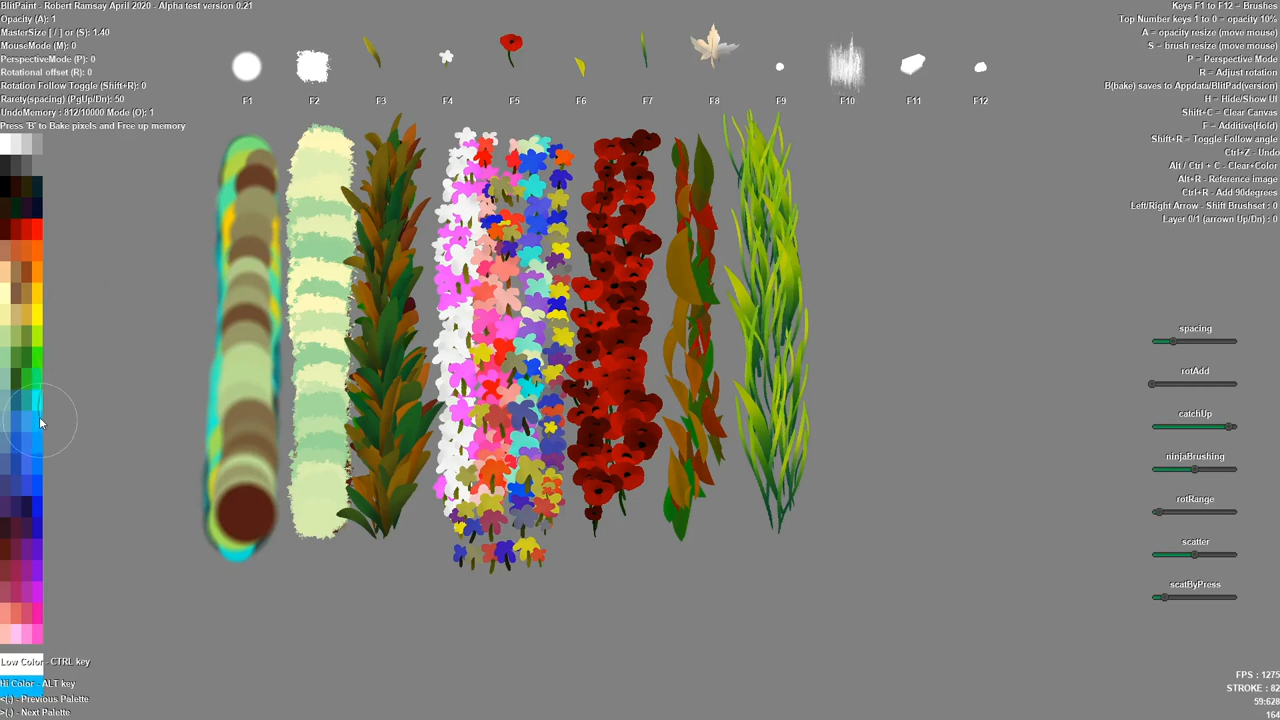 BlitPaint - Robert Ramsay April 2020 - Alpha test version 0.21
Opacity (A): 1
MasterSize [ / ] or (S): 1.40
MouseMode (M): 0
PerspectiveMode (P): 0
Rotational offset (R): 0
Rotation Follow Toggle (Shift+R): 0
Rarety(spacing) (PgUp/Dn): 50
UndoMemory : 812/10000 Mode (O): 1
Press 'B' to Bake pixels and Free up memory
F1
F2
F3
F4
F5
F6
F7
F8
F9
F10
F11
F12
Keys F1 to F12 = Brushes
Top Number keys 1 to 0 = opacity 10%
A = opacity resize (move mouse)
S = brush resize (move mouse)
P = Perspective Mode
R = Adjust rotation
B(bake) saves to Appdata/BlitPad(version)
H = Hide/Show UI
Shift+C = Clear Canvas
F = Additive(Hold)
Shift+R = Toggle Follow angle
Ctrl+Z - Undo
Alt / Ctrl + C - Clear+Color
Alt+R - Reference image
Ctrl+R - Add 90degrees
Left/Right Arrow - Shift Brushset : 0
Layer 0/1 (arrow Up/Dn) : 0
spacing
rotAdd
catchUp
ninjaBrushing
rotRange
scatter
scatByPress
Low Color - CTRL key
Hi Color - ALT key
<(,) - Previous Palette
>(.) - Next Palette
FPS : 1275
STROKE : 82
59:628
164